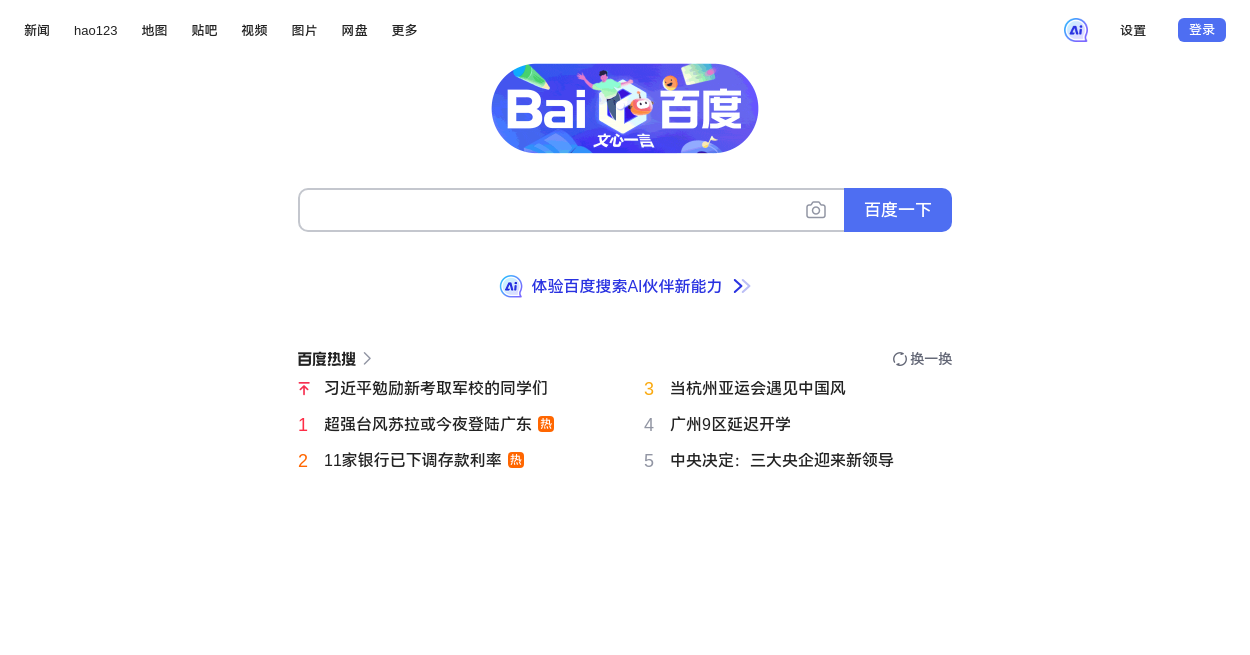 新闻 hao123 地图 贴吧 视频 图片 网盘 更多 Ai 设置 登录
Bai 百度
文心一言
百度一下
Ai 体验百度搜索AI伙伴新能力
百度热搜 换一换
习近平勉励新考取军校的同学们
3 当杭州亚运会遇见中国风
1 超强台风苏拉或今夜登陆广东 热
4 广州9区延迟开学
2 11家银行已下调存款利率 热
5 中央决定：三大央企迎来新领导